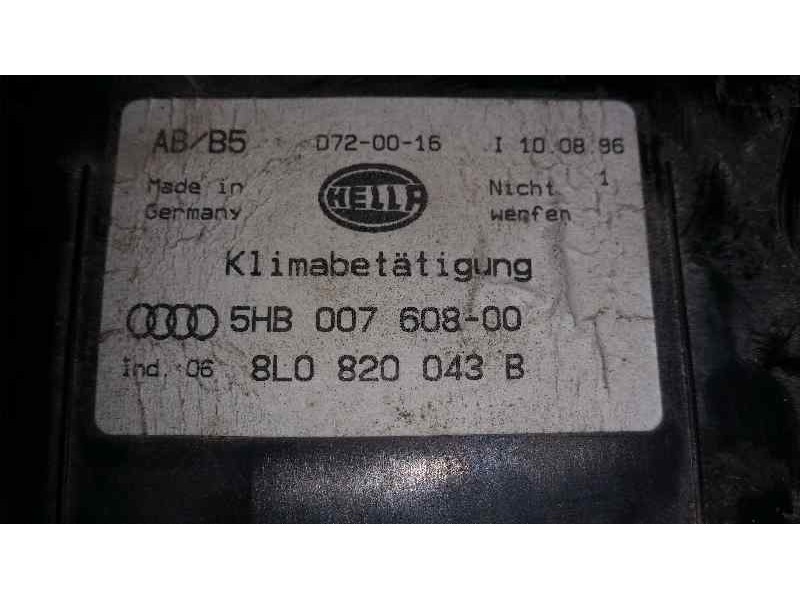 AB/B5 D72-00-16 I 10.08.96
Made in HELLA Nicht 1
Germany werfen
Klimabetätigung
5HB 007 608-00
Ind. 06 8L0 820 043 B